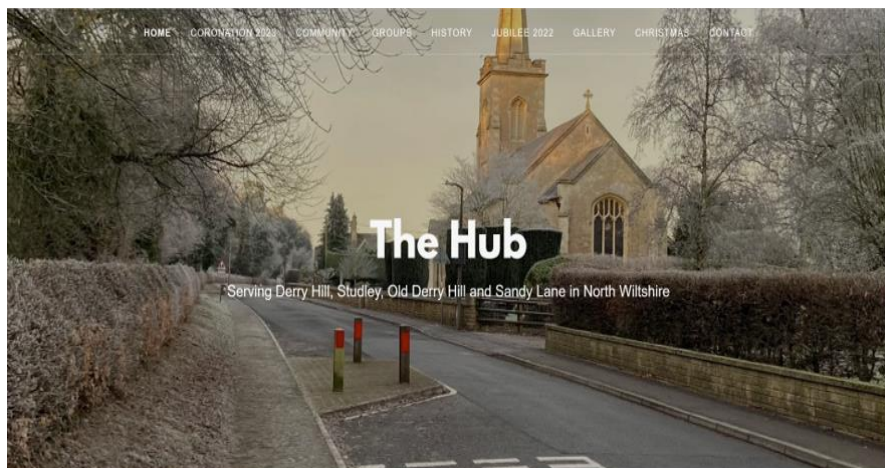 HOME CORONATION 2023 COMMUNITY GROUPS HISTORY JUBILEE 2022 GALLERY CHRISTMAS CONTACT
The Hub
Serving Derry Hill, Studley, Old Derry Hill and Sandy Lane in North Wiltshire